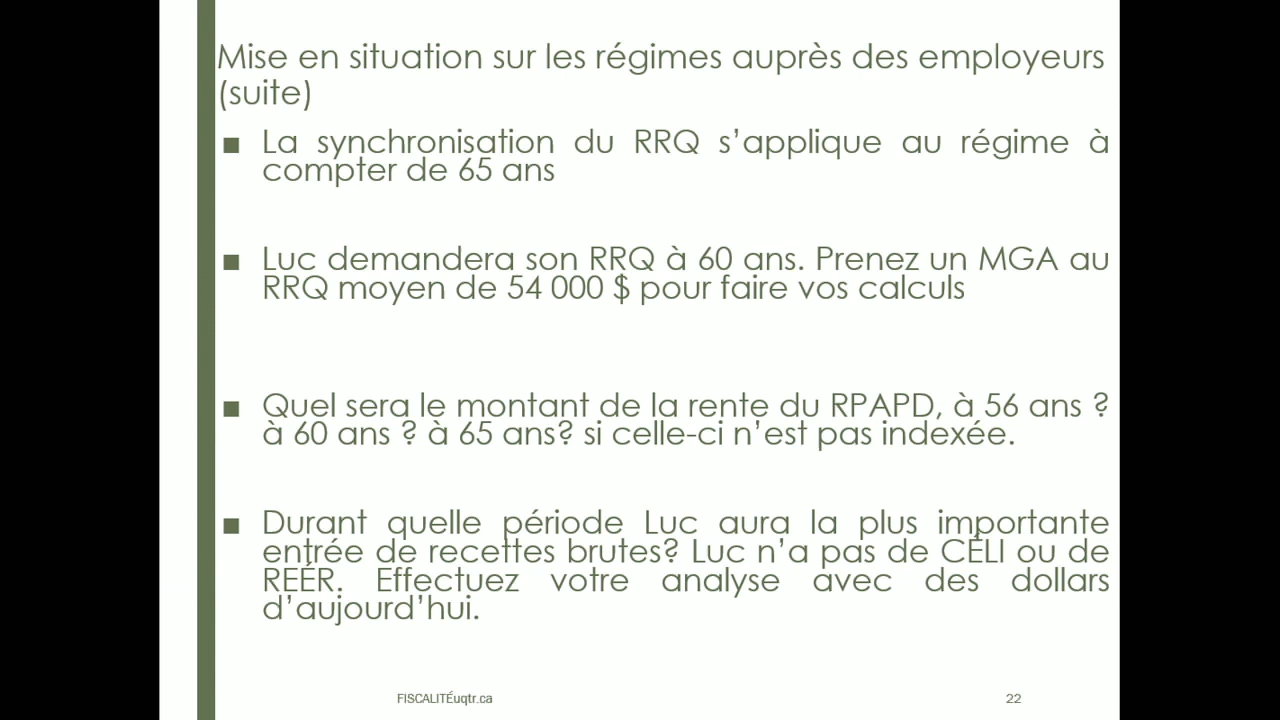 Mise en situation sur les régimes auprès des employeurs
(suite)
■ La synchronisation du RRQ s’applique au régime à
compter de 65 ans
■ Luc demandera son RRQ à 60 ans. Prenez un MGA au
RRQ moyen de 54 000 $ pour faire vos calculs
■ Quel sera le montant de la rente du RPAPD, à 56 ans ?
à 60 ans ? à 65 ans? si celle-ci n’est pas indexée.
■ Durant quelle période Luc aura la plus importante
entrée de recettes brutes? Luc n’a pas de CÉLI ou de
REÉR. Effectuez votre analyse avec des dollars
d’aujourd’hui.
FISCALITÉuqtr.ca
22